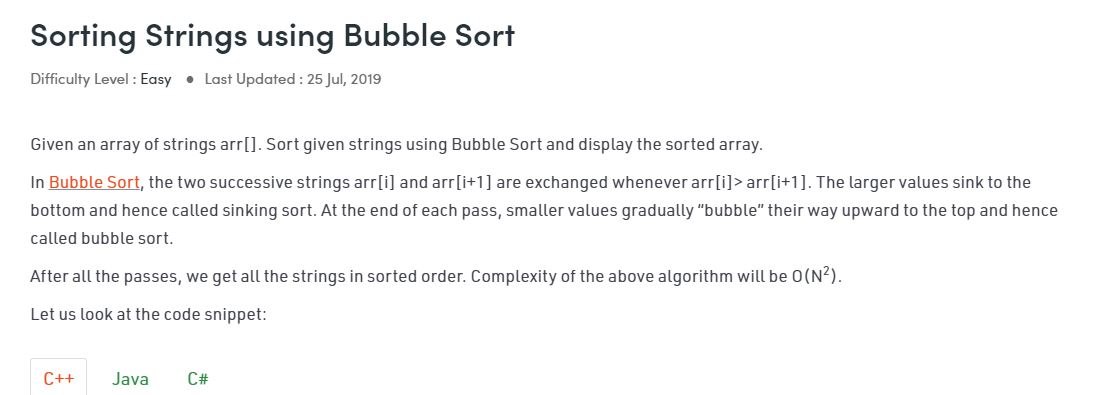 Sorting Strings using Bubble Sort
Difficulty Level : Easy ● Last Updated : 25 Jul, 2019
Given an array of strings arr[]. Sort given strings using Bubble Sort and display the sorted array.
In Bubble Sort, the two successive strings arr[i] and arr[i+1] are exchanged whenever arr[i]> arr[i+1]. The larger values sink to the
bottom and hence called sinking sort. At the end of each pass, smaller values gradually “bubble” their way upward to the top and hence
called bubble sort.
After all the passes, we get all the strings in sorted order. Complexity of the above algorithm will be O(N²).
Let us look at the code snippet:
C++ Java C#